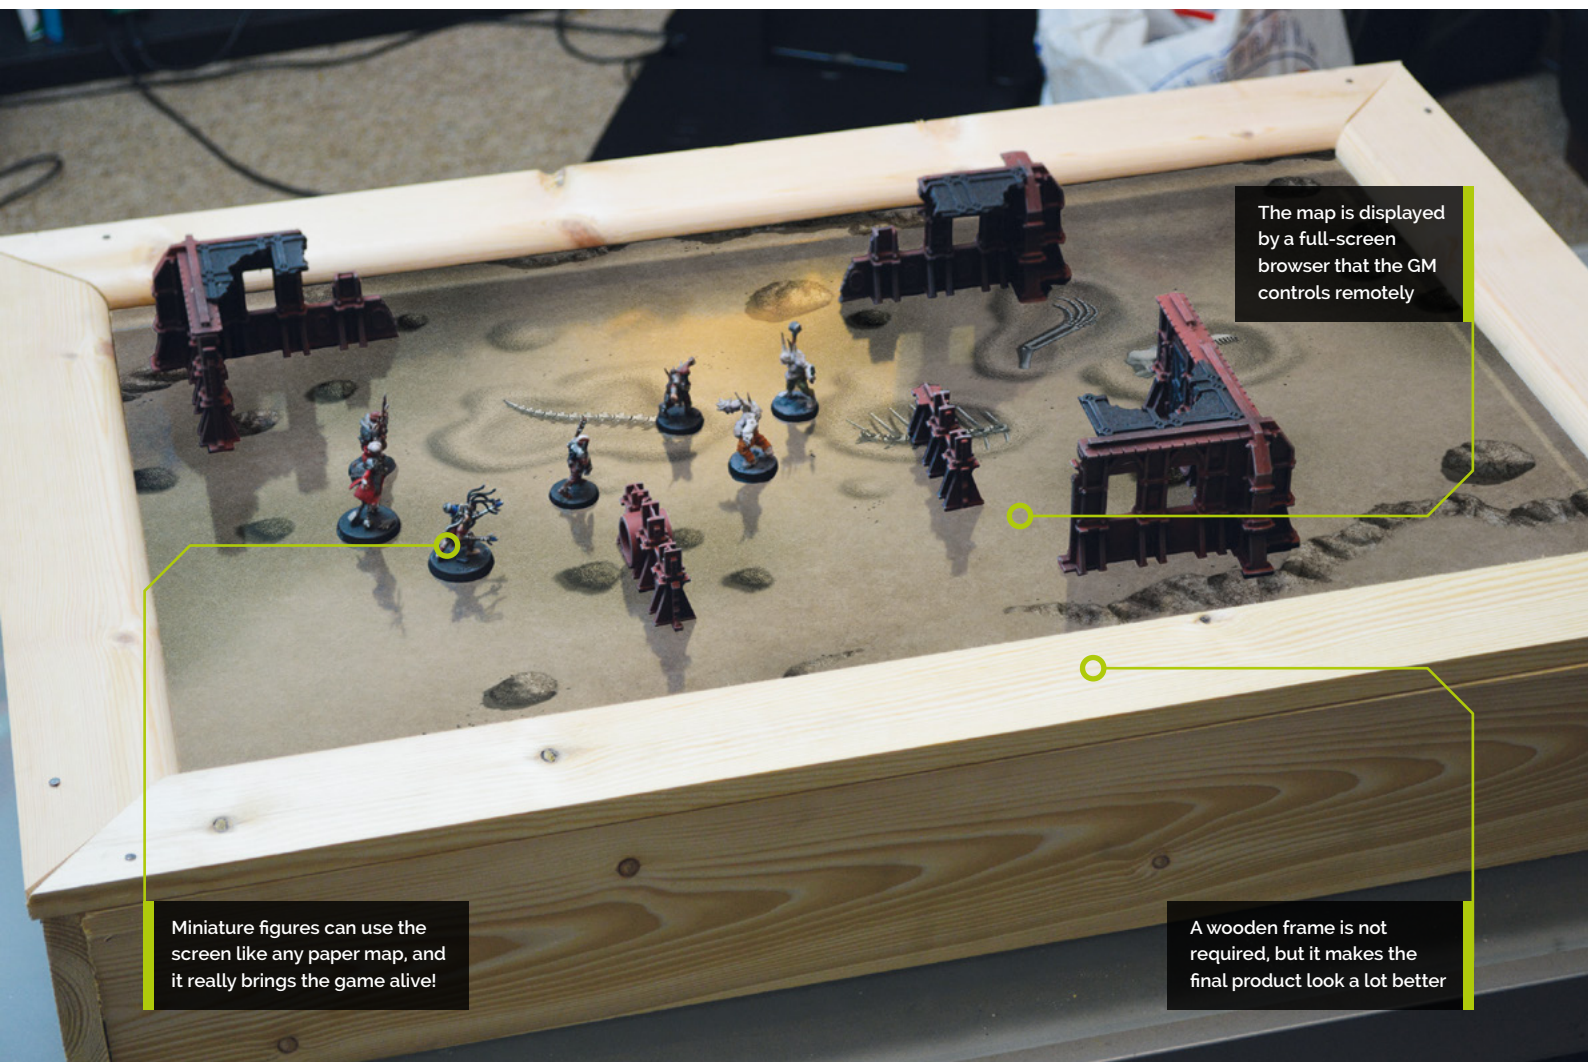 The map is displayed
by a full-screen
browser that the GM
controls remotely
Miniature figures can use the
screen like any paper map, and
it really brings the game alive!
A wooden frame is not
required, but it makes the
final product look a lot better